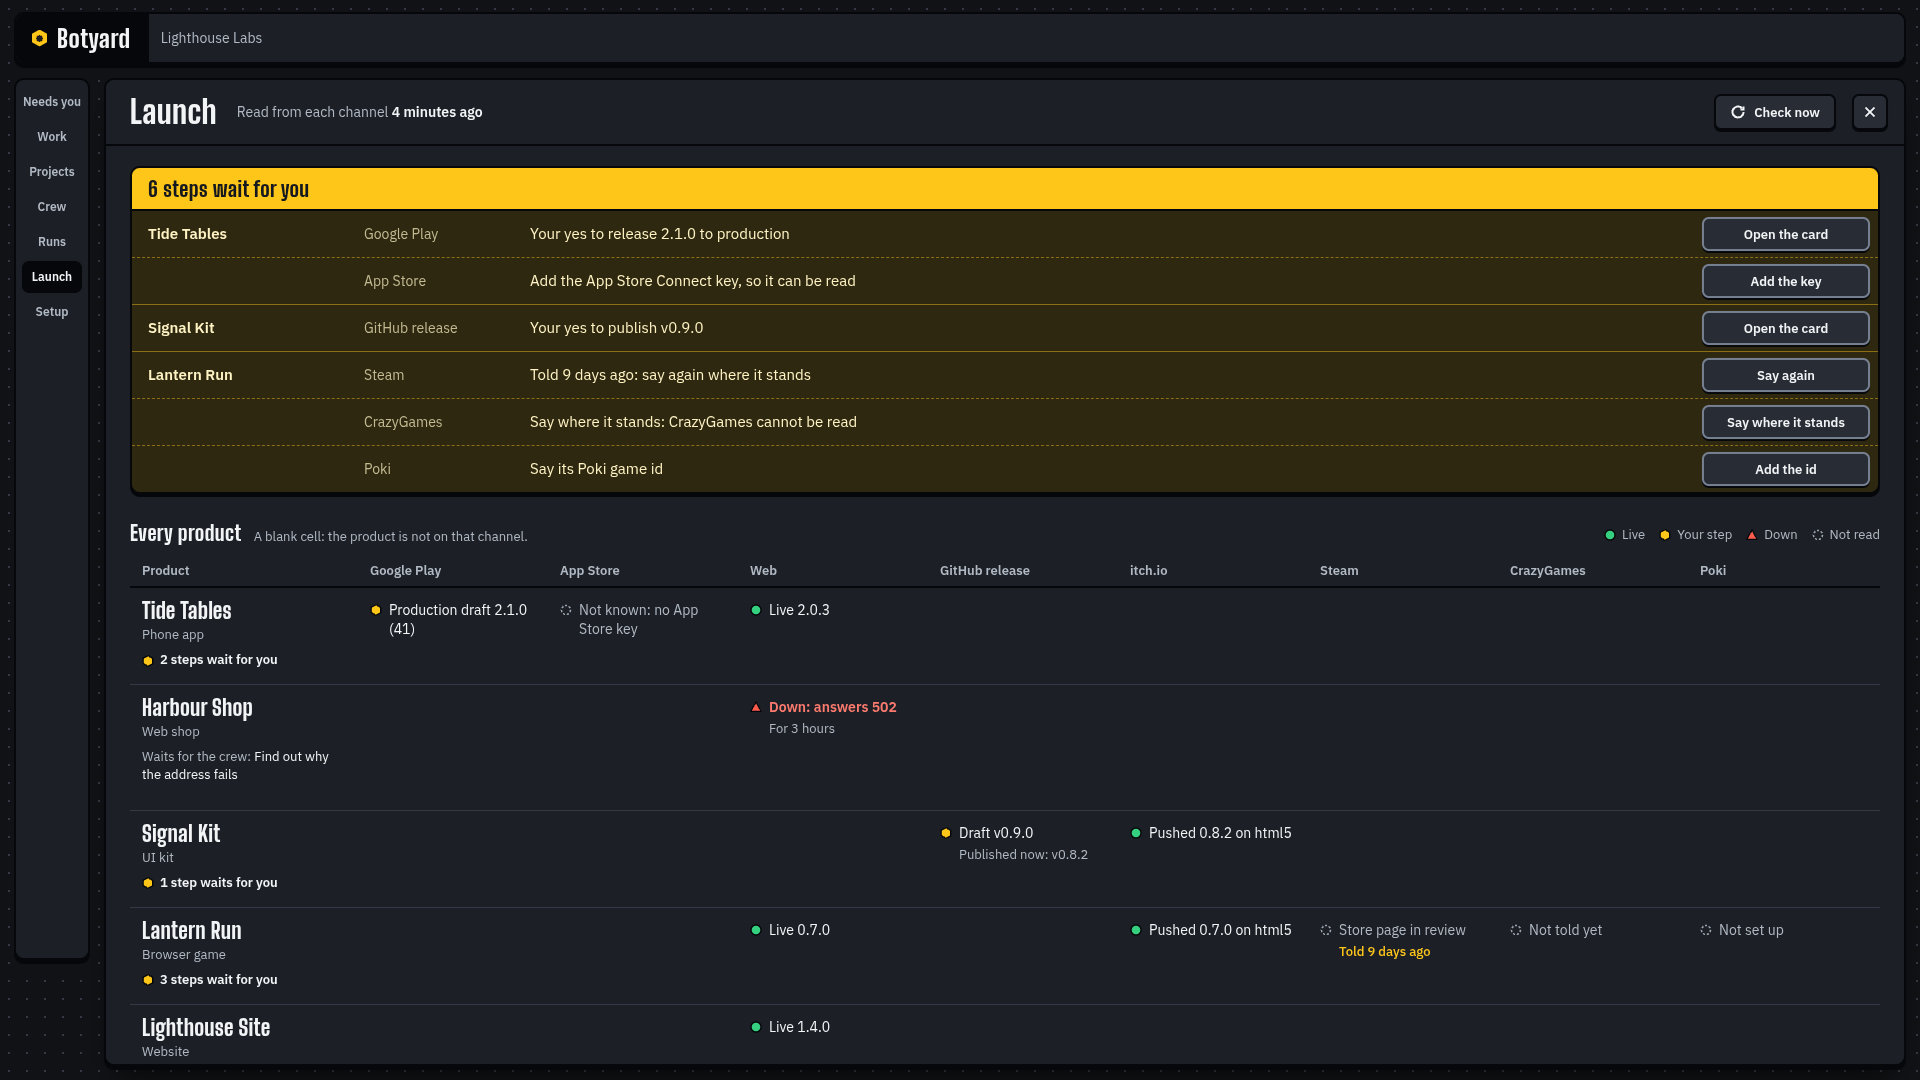 Botyard
Lighthouse Labs
Needs you
Work
Projects
Crew
Runs
Launch
Setup
Launch
Read from each channel 4 minutes ago
Check now
6 steps wait for you
Tide Tables Google Play Your yes to release 2.1.0 to production Open the card
App Store Add the App Store Connect key, so it can be read Add the key
Signal Kit GitHub release Your yes to publish v0.9.0 Open the card
Lantern Run Steam Told 9 days ago: say again where it stands Say again
CrazyGames Say where it stands: CrazyGames cannot be read Say where it stands
Poki Say its Poki game id Add the id
Every product A blank cell: the product is not on that channel. Live Your step Down Not read
Product Google Play App Store Web GitHub release itch.io Steam CrazyGames Poki
Tide Tables
Phone app
2 steps wait for you
Production draft 2.1.0
(41)
Not known: no App
Store key
Live 2.0.3
Harbour Shop
Web shop
Waits for the crew: Find out why
the address fails
Down: answers 502
For 3 hours
Signal Kit
UI kit
1 step waits for you
Draft v0.9.0
Published now: v0.8.2
Pushed 0.8.2 on html5
Lantern Run
Browser game
3 steps wait for you
Live 0.7.0
Pushed 0.7.0 on html5
Store page in review
Told 9 days ago
Not told yet
Not set up
Lighthouse Site
Website
Live 1.4.0